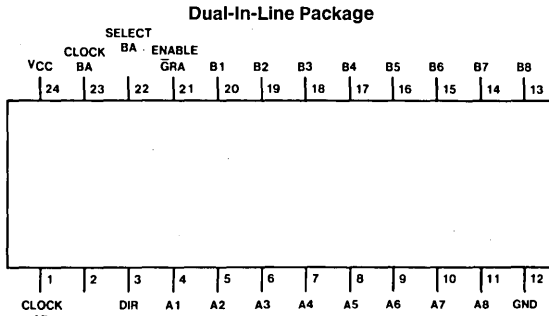 Dual-In-Line Package
SELECT
CLOCK BA ENABLE
VCC BA G̅RA B1 B2 B3 B4 B5 B6 B7 B8
24 23 22 21 20 19 18 17 16 15 14 13
1 2 3 4 5 6 7 8 9 10 11 12
CLOCK DIR A1 A2 A3 A4 A5 A6 A7 A8 GND